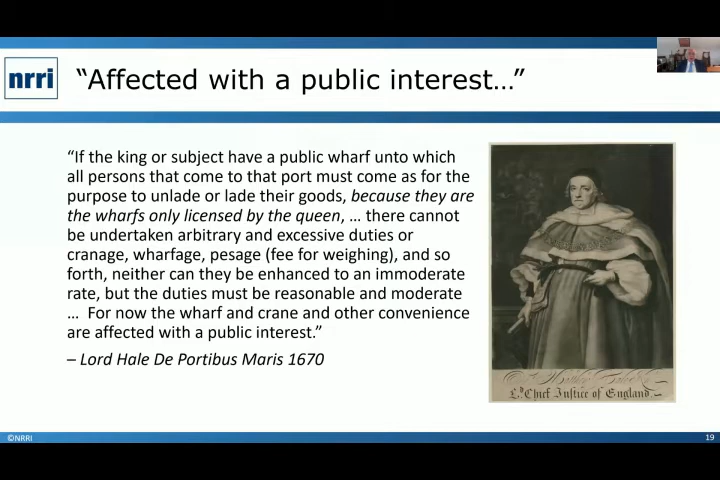 nrri
“Affected with a public interest…”
“If the king or subject have a public wharf unto which
all persons that come to that port must come as for the
purpose to unlade or lade their goods, because they are
the wharfs only licensed by the queen, … there cannot
be undertaken arbitrary and excessive duties or
cranage, wharfage, pesage (fee for weighing), and so
forth, neither can they be enhanced to an immoderate
rate, but the duties must be reasonable and moderate
… For now the wharf and crane and other convenience
are affected with a public interest.”
– Lord Hale De Portibus Maris 1670
Chief Justice of England.
©NRRI
19